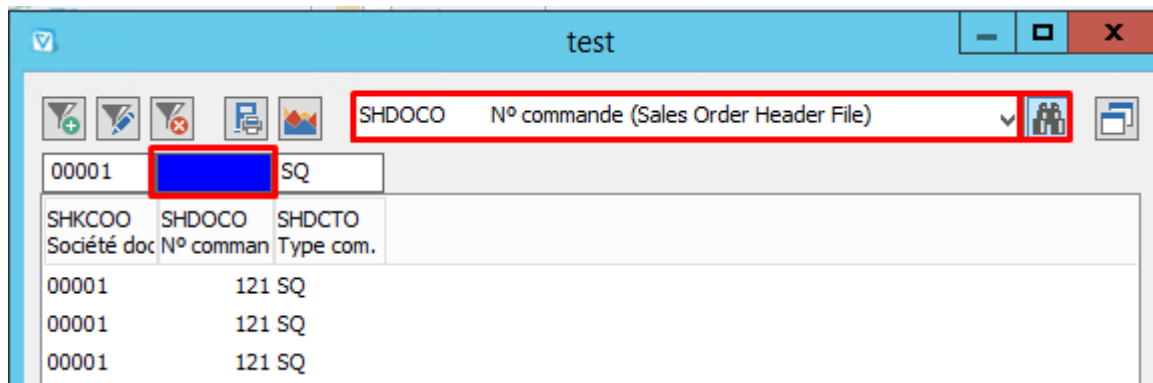 test
SHDOCO Nº commande (Sales Order Header File)
00001 SQ
SHKCOO SHDOCO SHDCTO
Société doc Nº comman Type com.
00001 121 SQ
00001 121 SQ
00001 121 SQ